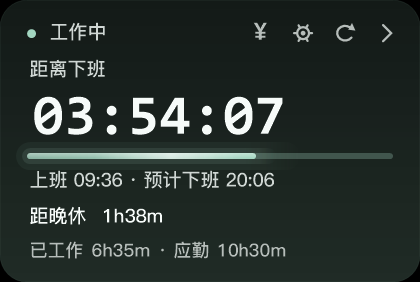 工作中 ¥
距离下班
03:54:07
上班 09:36 · 预计下班 20:06
距晚休 1h38m
已工作 6h35m · 应勤 10h30m